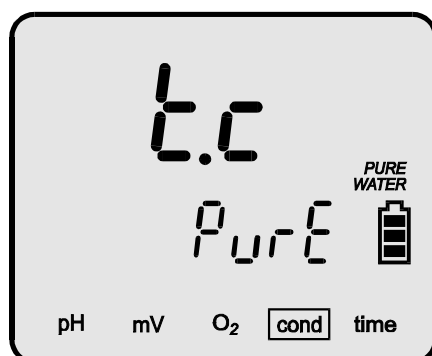 t.c
PURE
WATER
PurE
pH mV O₂ cond time